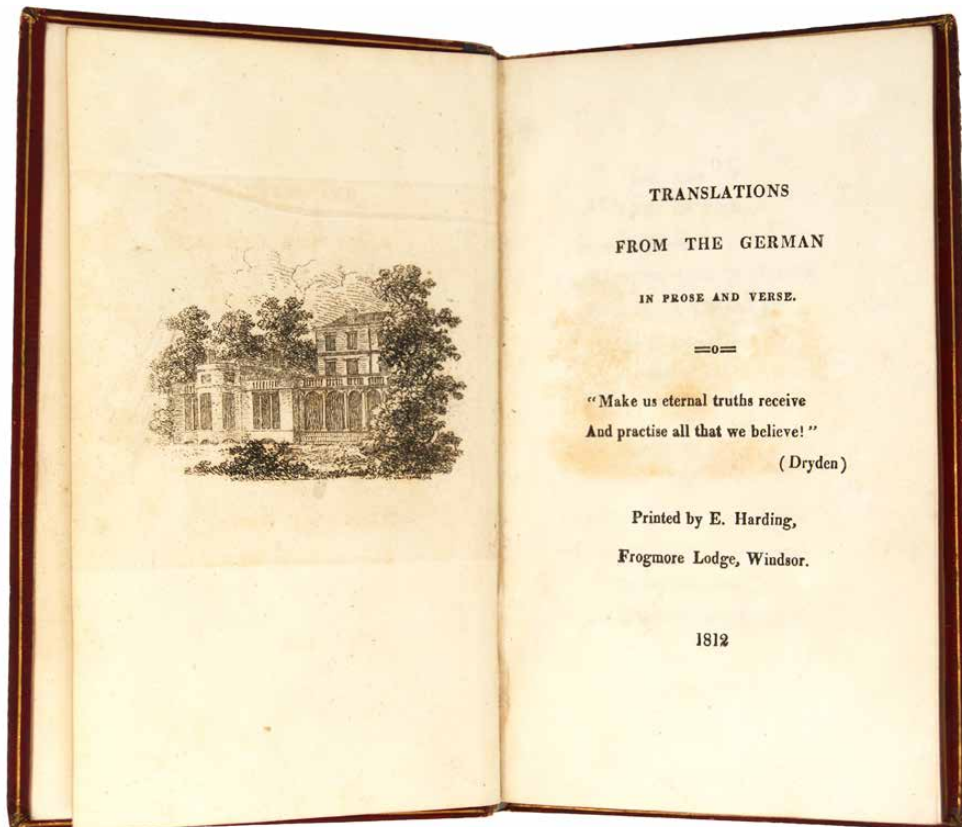 TRANSLATIONS
FROM THE GERMAN
IN PROSE AND VERSE.
"Make us eternal truths receive
And practise all that we believe!"
(Dryden)
Printed by E. Harding,
Frogmore Lodge, Windsor.
1812